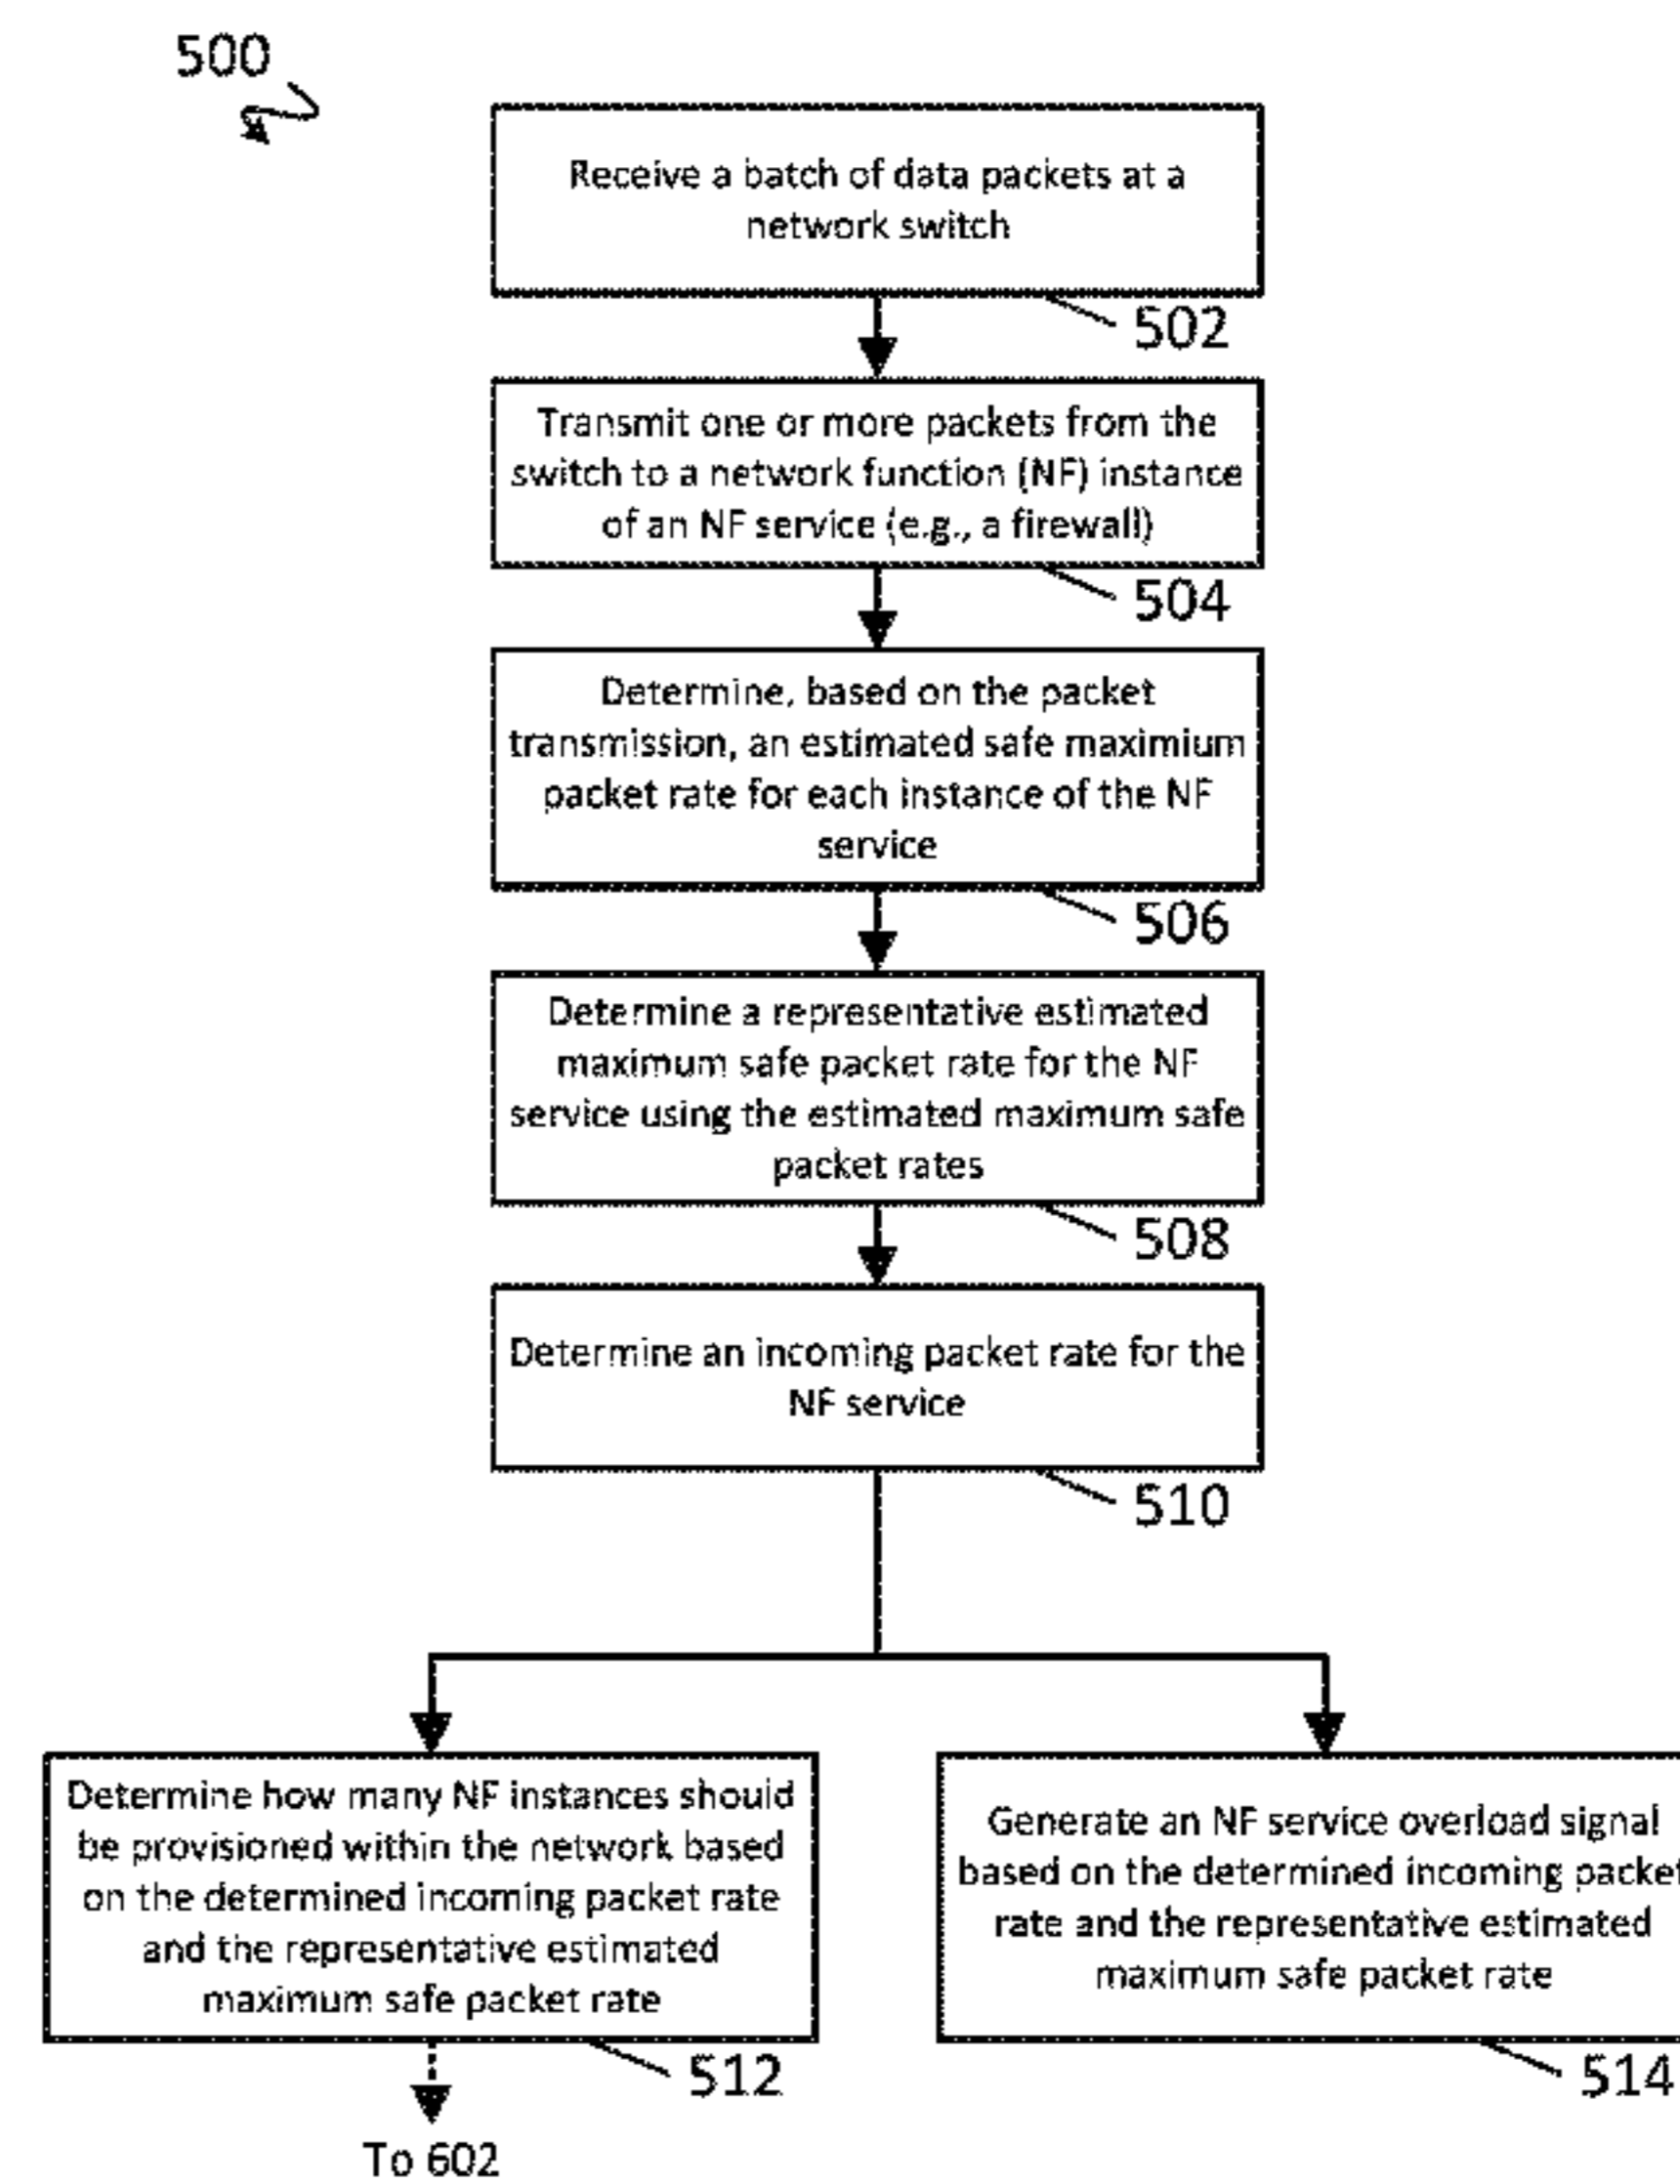 500
Receive a batch of data packets at a
network switch
502
Transmit one or more packets from the
switch to a network function (NF) instance
of an NF service (e.g., a firewall)
504
Determine, based on the packet
transmission, an estimated safe maximium
packet rate for each instance of the NF
service
506
Determine a representative estimated
maximum safe packet rate for the NF
service using the estimated maximum safe
packet rates
508
Determine an incoming packet rate for the
NF service
510
Determine how many NF instances should
be provisioned within the network based
on the determined incoming packet rate
and the representative estimated
maximum safe packet rate
512
To 602
Generate an NF service overload signal
based on the determined incoming packet
rate and the representative estimated
maximum safe packet rate
514